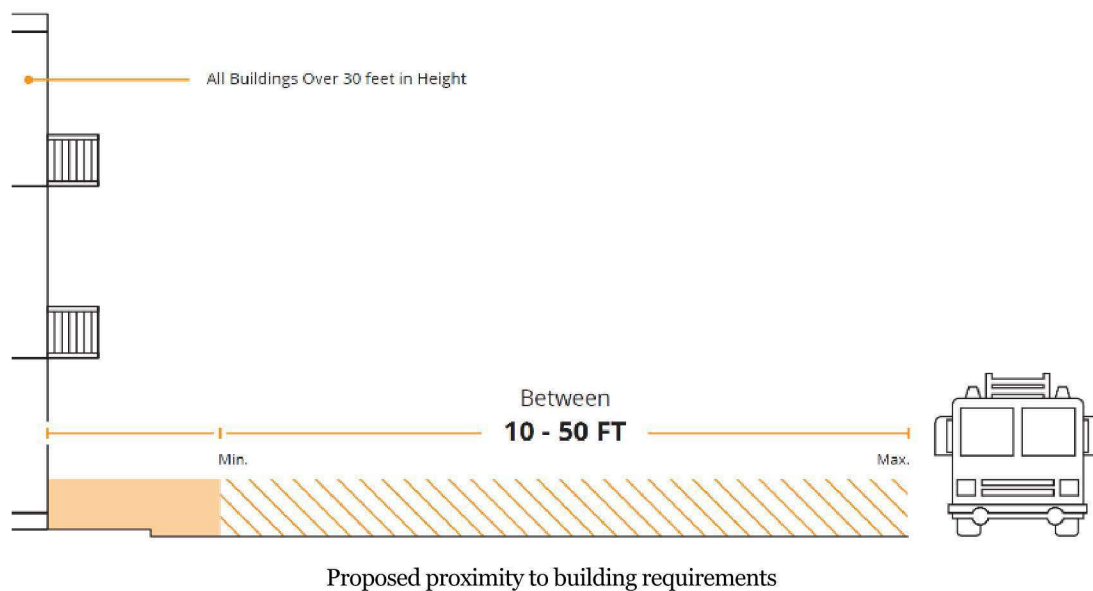 All Buildings Over 30 feet in Height
Between
10 - 50 FT
Min.
Max.
Proposed proximity to building requirements